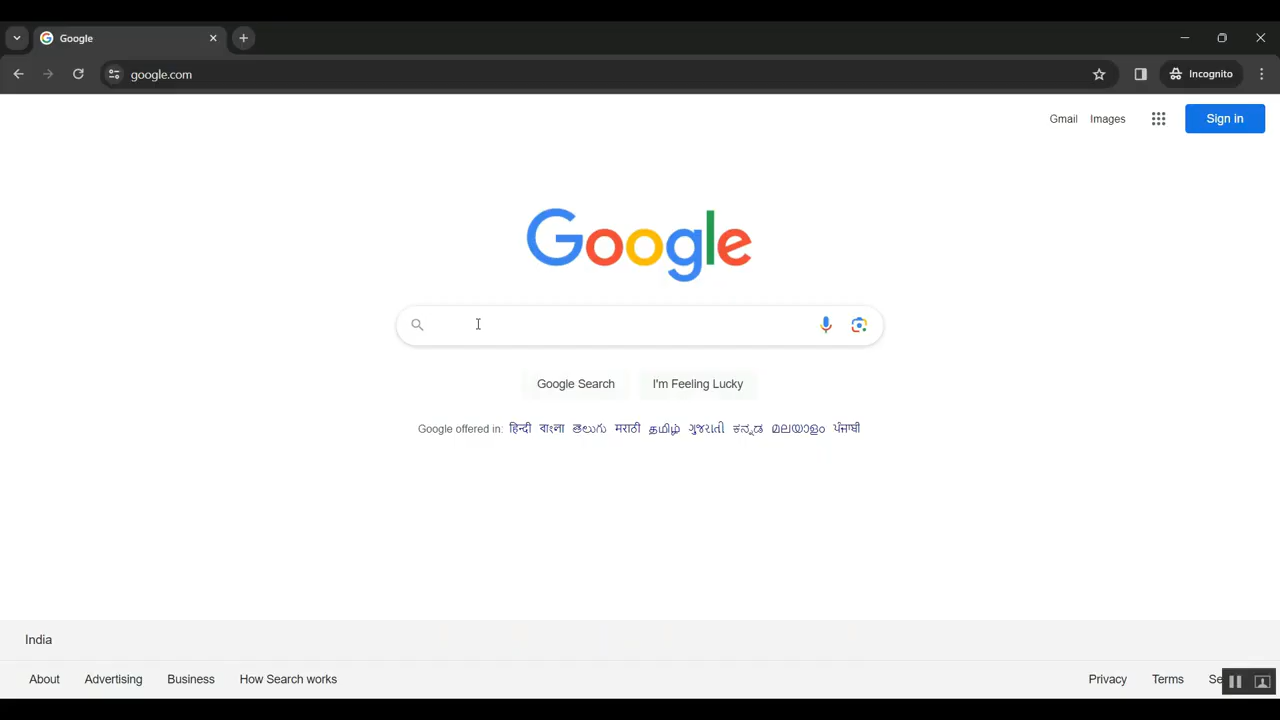 Google
google.com
Incognito
Gmail Images Sign in
Google
Google Search I'm Feeling Lucky
Google offered in: हिन्दी বাংলা తెలుగు मराठी தமிழ் ગુજરાતી ಕನ್ನಡ മലയാളം ਪੰਜਾਬੀ
India
About Advertising Business How Search works Privacy Terms Se